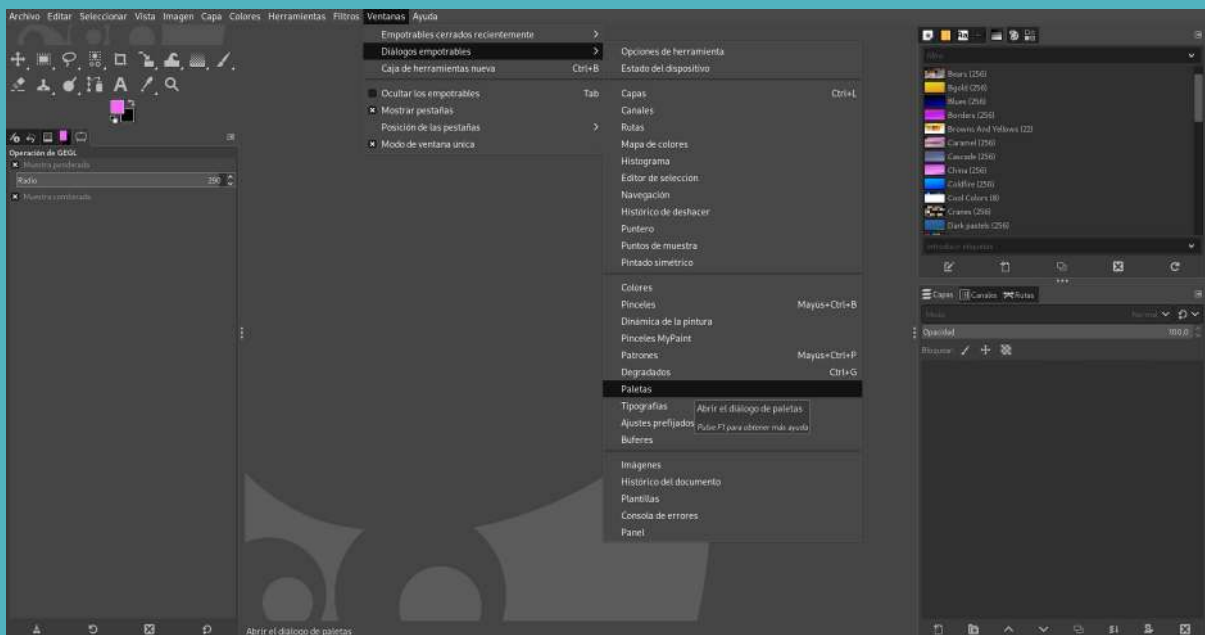 Archivo Editar Seleccionar Vista Imagen Capa Colores Herramientas Filtros Ventanas Ayuda
Empotrables cerrados recientemente >
Diálogos empotrables >
Caja de herramientas nueva Ctrl+B
Ocultar los empotrables Tab
Mostrar pestañas
Posición de las pestañas >
Modo de ventana única
Opciones de herramienta
Estado del dispositivo
Capas Ctrl+L
Canales
Rutas
Mapa de colores
Histograma
Editor de selección
Navegación
Histórico de deshacer
Puntero
Puntos de muestra
Pintado simétrico
Colores
Pinceles Mayús+Ctrl+B
Dinámica de la pintura
Pinceles MyPaint
Patrones Mayús+Ctrl+P
Degradados Ctrl+G
Paletas
Tipografías
Ajustes prefijados
Búferes
Abrir el diálogo de paletas
Pulse F1 para obtener más ayuda
Imágenes
Histórico del documento
Plantillas
Consola de errores
Panel
Operación de GEGL
Muestra ponderada
Radio 290
Muestra combinada
Abrir el diálogo de paletas
filtro
Bears (256)
Bgold (256)
Blues (256)
Borders (256)
Browns And Yellows (22)
Caramel (256)
Cascade (256)
China (256)
Coldfire (256)
Cool Colors (8)
Cranes (256)
Dark pastels (256)
introducir etiquetas
Capas Canales Rutas
Modo Normal
Opacidad 100,0
Bloquear: